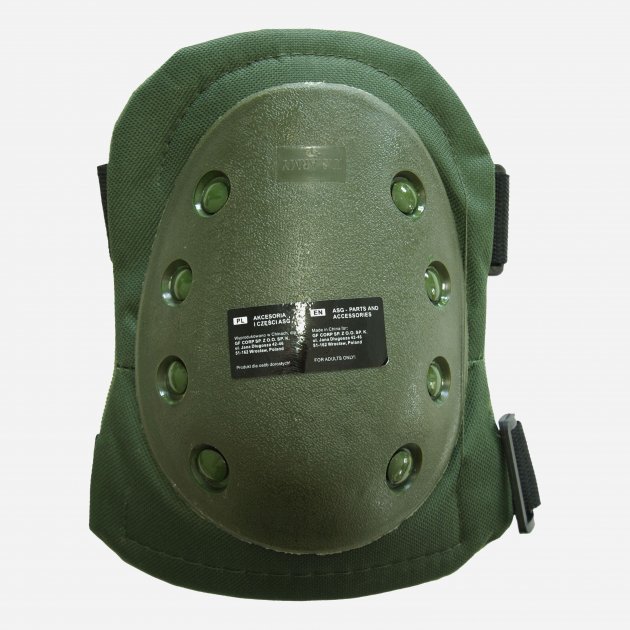 PL AKCESORIA
I CZĘŚCI ASG
Wyprodukowano w Chinach, dla:
GF CORP SP. Z O.O. SP. K.
ul. Jana Długosza 42-46
51-162 Wrocław, Poland
Produkt dla osób dorosłych!
EN ASG - PARTS AND
ACCESSORIES
Made in China for:
GF CORP SP. Z O.O. SP. K.
ul. Jana Długosza 42-46
51-162 Wrocław, Poland
FOR ADULTS ONLY!